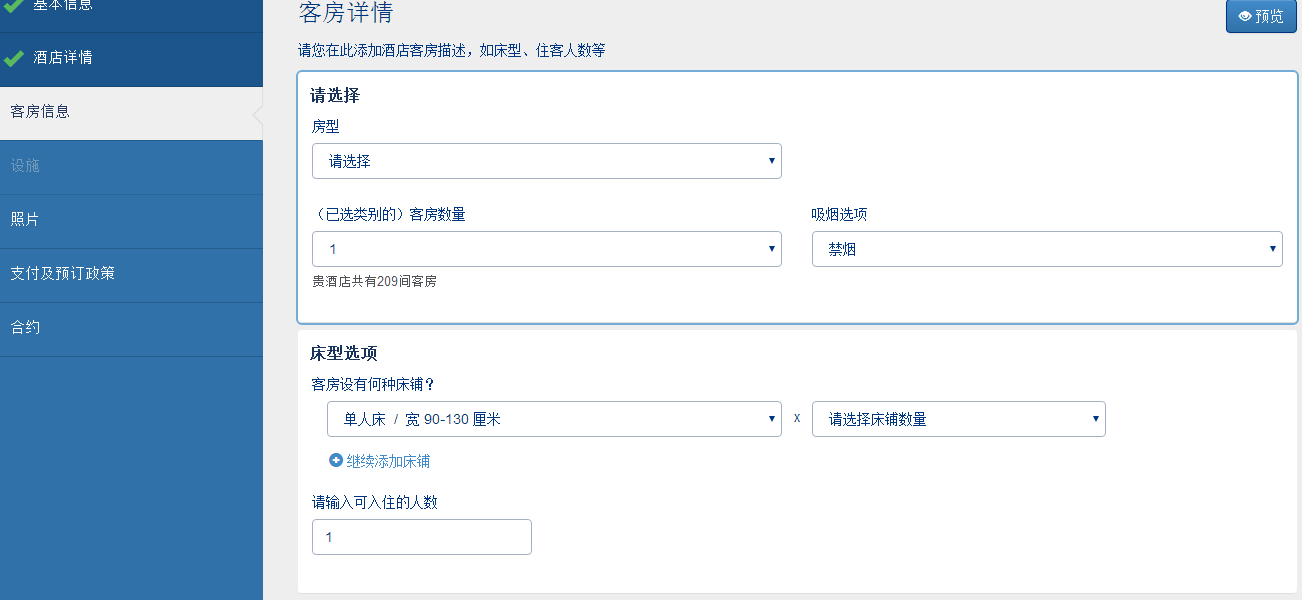 基本信息
酒店详情
客房信息
设施
照片
支付及预订政策
合约
客房详情
预览
请您在此添加酒店客房描述，如床型、住客人数等
请选择
房型
请选择
（已选类别的）客房数量
吸烟选项
1
禁烟
贵酒店共有209间客房
床型选项
客房设有何种床铺？
单人床 / 宽 90-130 厘米
x
请选择床铺数量
继续添加床铺
请输入可入住的人数
1